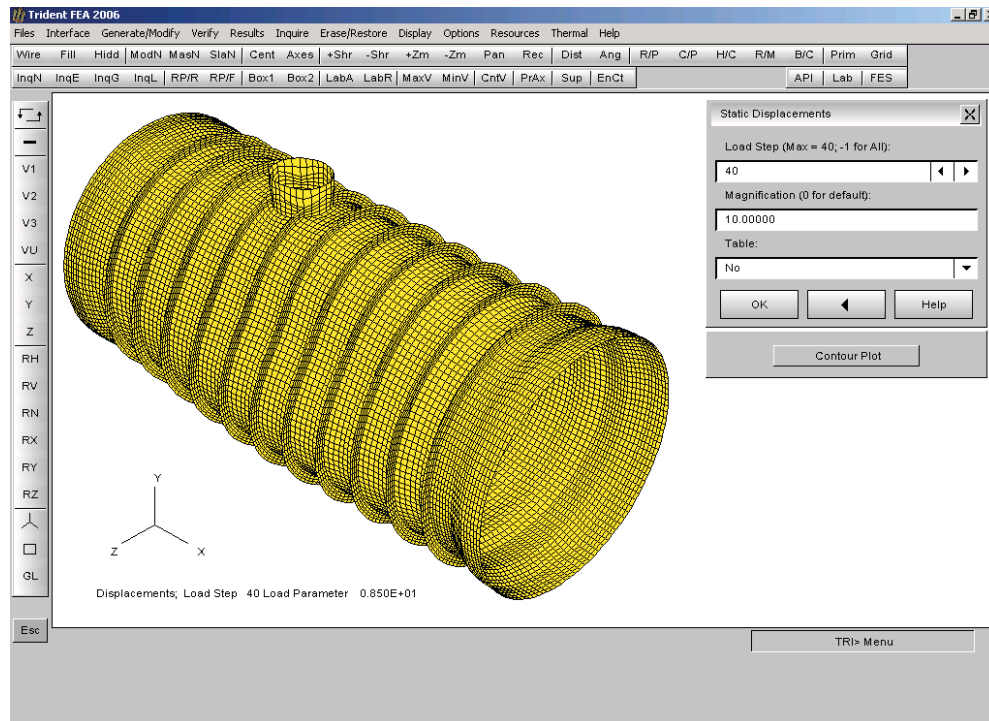 Trident FEA 2006
Files Interface Generate/Modify Verify Results Inquire Erase/Restore Display Options Resources Thermal Help
Wire Fill Hidd ModN MasN SlaN Cent Axes +Shr -Shr +Zm -Zm Pan Rec Dist Ang R/P C/P H/C R/M B/C Prim Grid
InqN InqE InqG InqL RP/R RP/F Box1 Box2 LabA LabR MaxV MinV CntV PrAx Sup EnCt API Lab FES
V1
V2
V3
VU
X
Y
Z
RH
RV
RN
RX
RY
RZ
GL
Esc
Static Displacements
Load Step (Max = 40; -1 for All):
40
Magnification (0 for default):
10.00000
Table:
No
OK Help
Contour Plot
Y
Z X
Displacements; Load Step 40 Load Parameter 0.850E+01
TRI> Menu